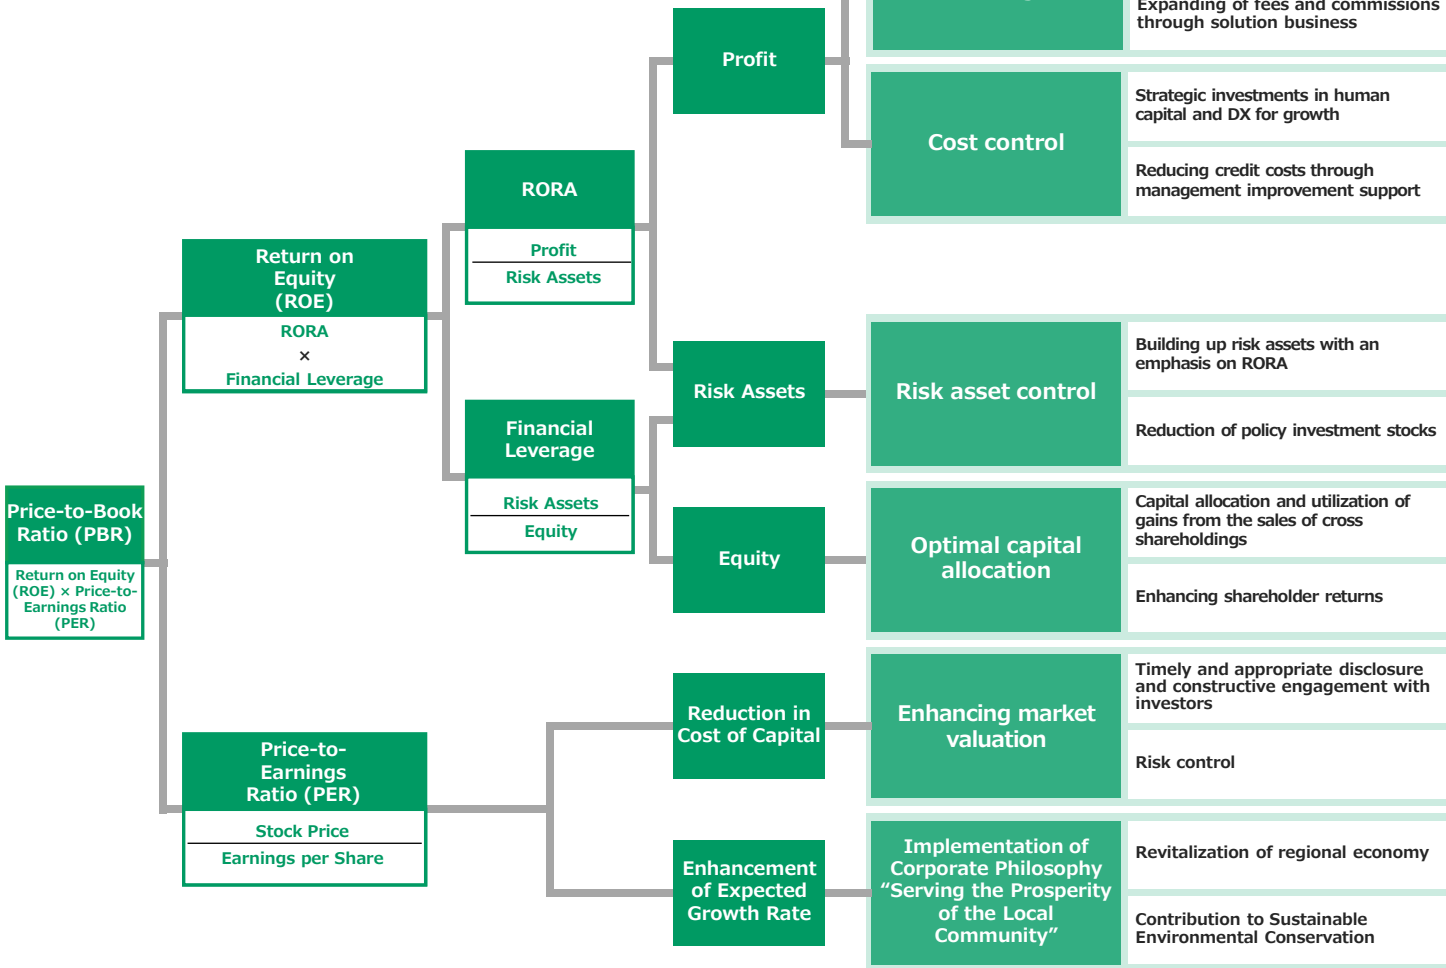 Expanding of fees and commissions
through solution business
Profit
Cost control
Strategic investments in human
capital and DX for growth
Reducing credit costs through
management improvement support
RORA
Profit
Risk Assets
Return on
Equity
(ROE)
RORA
×
Financial Leverage
Risk Assets
Risk asset control
Building up risk assets with an
emphasis on RORA
Reduction of policy investment stocks
Financial
Leverage
Risk Assets
Equity
Price-to-Book
Ratio (PBR)
Return on Equity
(ROE) × Price-to-
Earnings Ratio
(PER)
Equity
Optimal capital
allocation
Capital allocation and utilization of
gains from the sales of cross
shareholdings
Enhancing shareholder returns
Price-to-
Earnings
Ratio (PER)
Stock Price
Earnings per Share
Reduction in
Cost of Capital
Enhancing market
valuation
Timely and appropriate disclosure
and constructive engagement with
investors
Risk control
Enhancement
of Expected
Growth Rate
Implementation of
Corporate Philosophy
“Serving the Prosperity
of the Local
Community”
Revitalization of regional economy
Contribution to Sustainable
Environmental Conservation